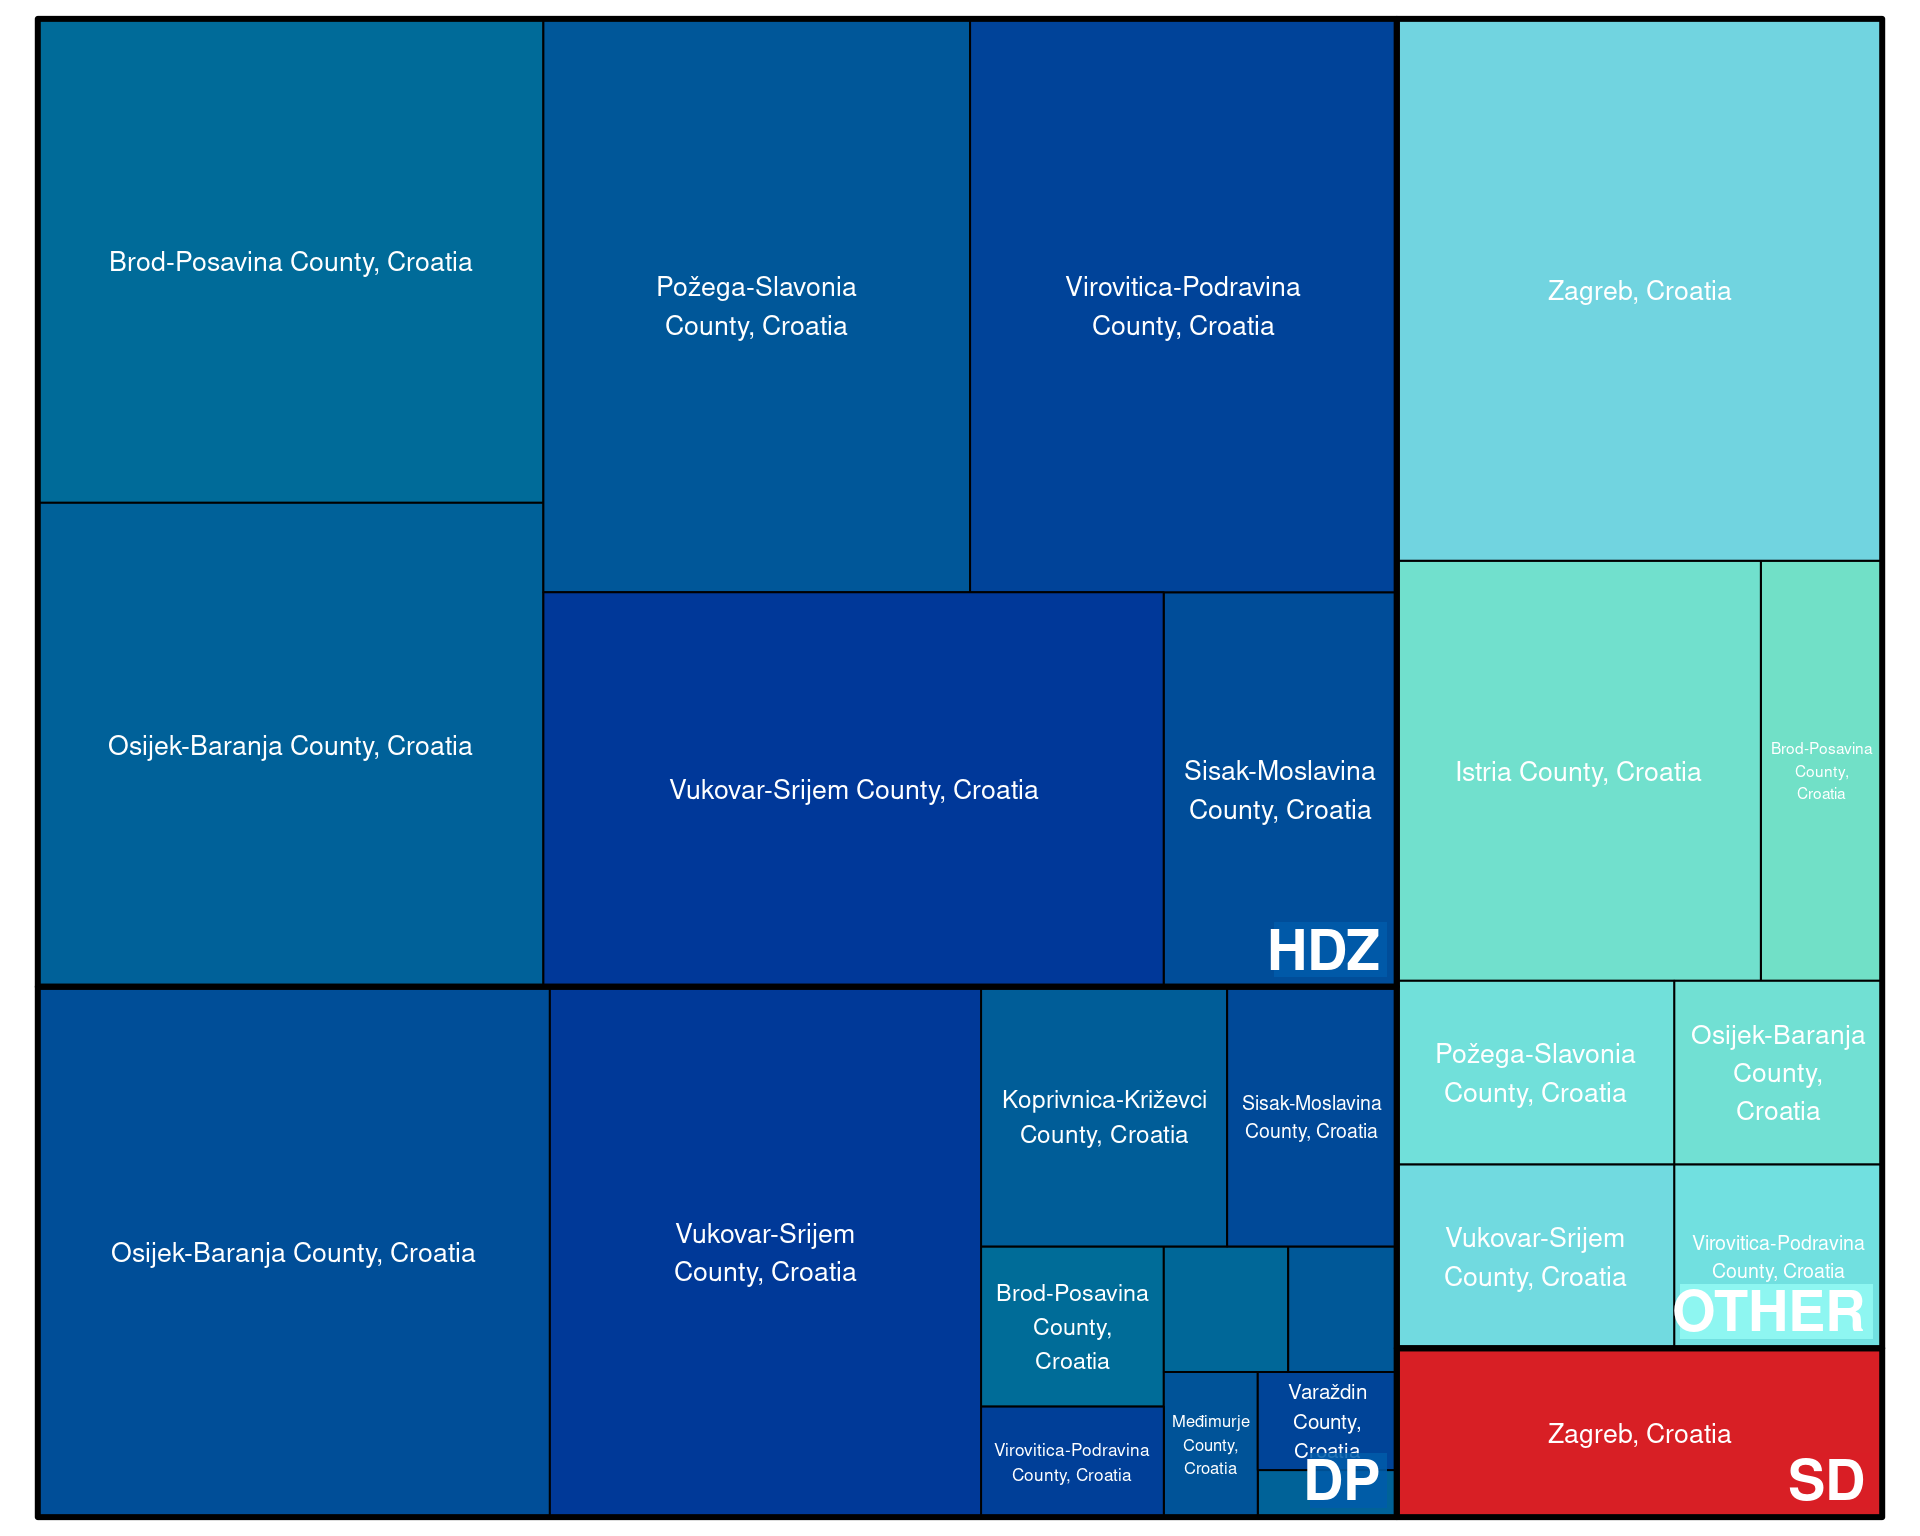 Brod-Posavina County, Croatia
Požega-Slavonia
County, Croatia
Virovitica-Podravina
County, Croatia
Osijek-Baranja County, Croatia
Vukovar-Srijem County, Croatia
Sisak-Moslavina
County, Croatia
HDZ
Osijek-Baranja County, Croatia
Vukovar-Srijem
County, Croatia
Koprivnica-Križevci
County, Croatia
Sisak-Moslavina
County, Croatia
Brod-Posavina
County,
Croatia
Virovitica-Podravina
County, Croatia
Međimurje
County,
Croatia
Varaždin
County,
Croatia
DP
Zagreb, Croatia
Istria County, Croatia
Brod-Posavina
County,
Croatia
Požega-Slavonia
County, Croatia
Osijek-Baranja
County,
Croatia
Vukovar-Srijem
County, Croatia
Virovitica-Podravina
County, Croatia
OTHER
Zagreb, Croatia
SD